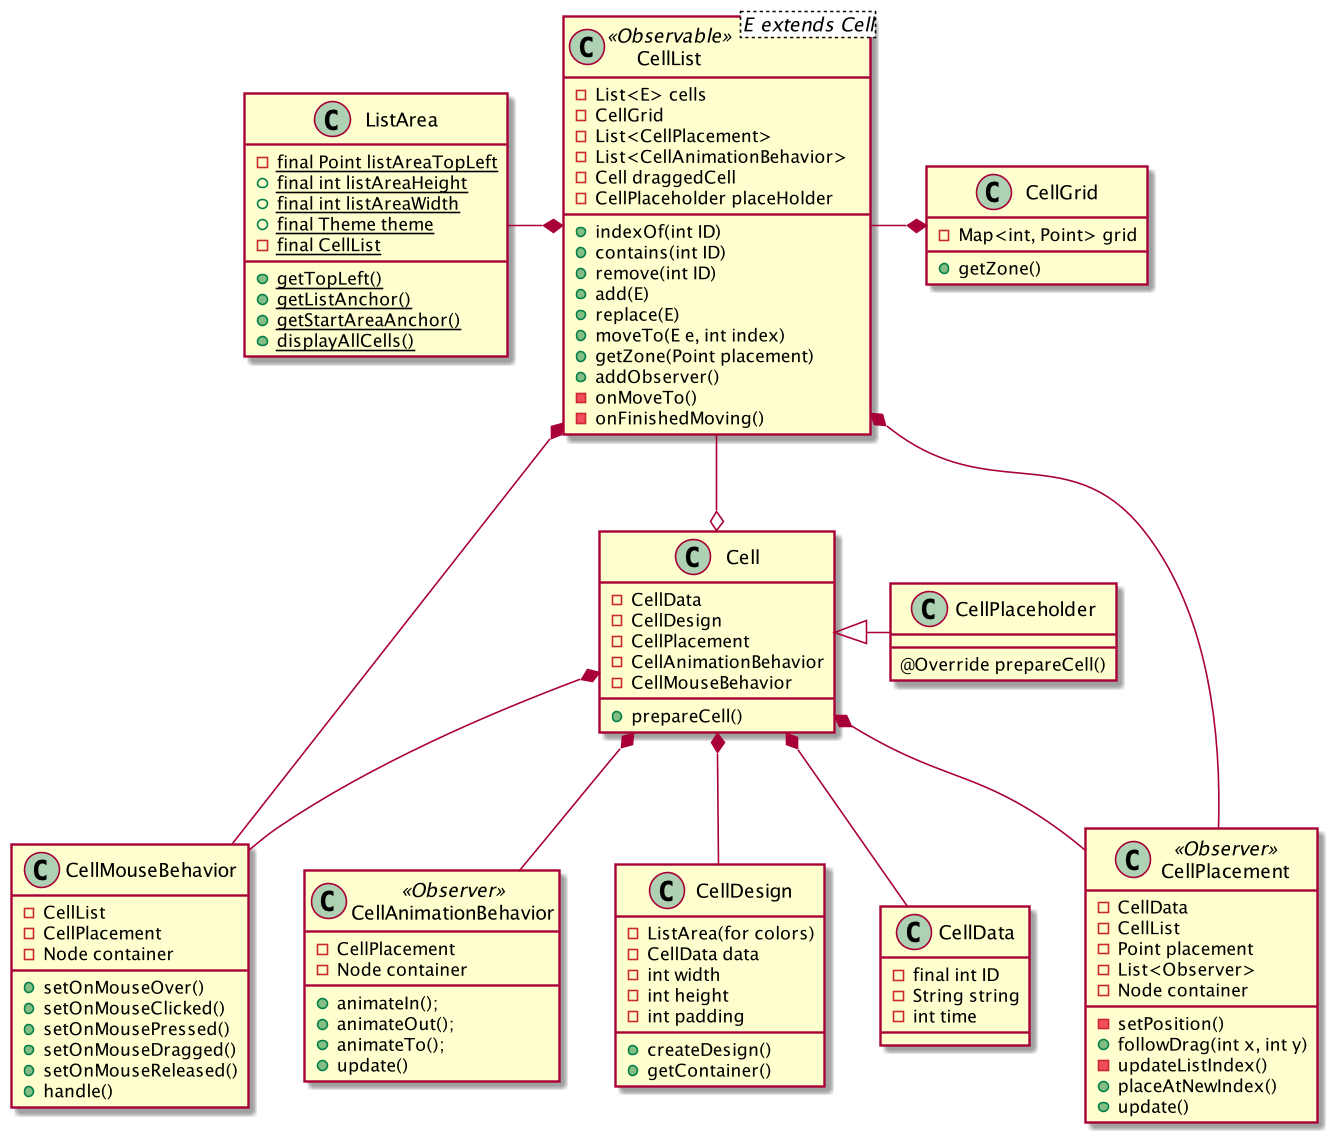 E extends Cell
C
«Observable»
CellList
List<E> cells
CellGrid
List<CellPlacement>
List<CellAnimationBehavior>
Cell draggedCell
CellPlaceholder placeHolder
indexOf(int ID)
contains(int ID)
remove(int ID)
add(E)
replace(E)
moveTo(E e, int index)
getZone(Point placement)
addObserver()
onMoveTo()
onFinishedMoving()
C ListArea
final Point listAreaTopLeft
final int listAreaHeight
final int listAreaWidth
final Theme theme
final CellList
getTopLeft()
getListAnchor()
getStartAreaAnchor()
displayAllCells()
C CellGrid
Map<int, Point> grid
getZone()
C Cell
CellData
CellDesign
CellPlacement
CellAnimationBehavior
CellMouseBehavior
prepareCell()
C CellPlaceholder
@Override prepareCell()
C CellMouseBehavior
CellList
CellPlacement
Node container
setOnMouseOver()
setOnMouseClicked()
setOnMousePressed()
setOnMouseDragged()
setOnMouseReleased()
handle()
C
«Observer»
CellAnimationBehavior
CellPlacement
Node container
animateIn();
animateOut();
animateTo();
update()
C CellDesign
ListArea(for colors)
CellData data
int width
int height
int padding
createDesign()
getContainer()
C CellData
final int ID
String string
int time
C
«Observer»
CellPlacement
CellData
CellList
Point placement
List<Observer>
Node container
setPosition()
followDrag(int x, int y)
updateListIndex()
placeAtNewIndex()
update()